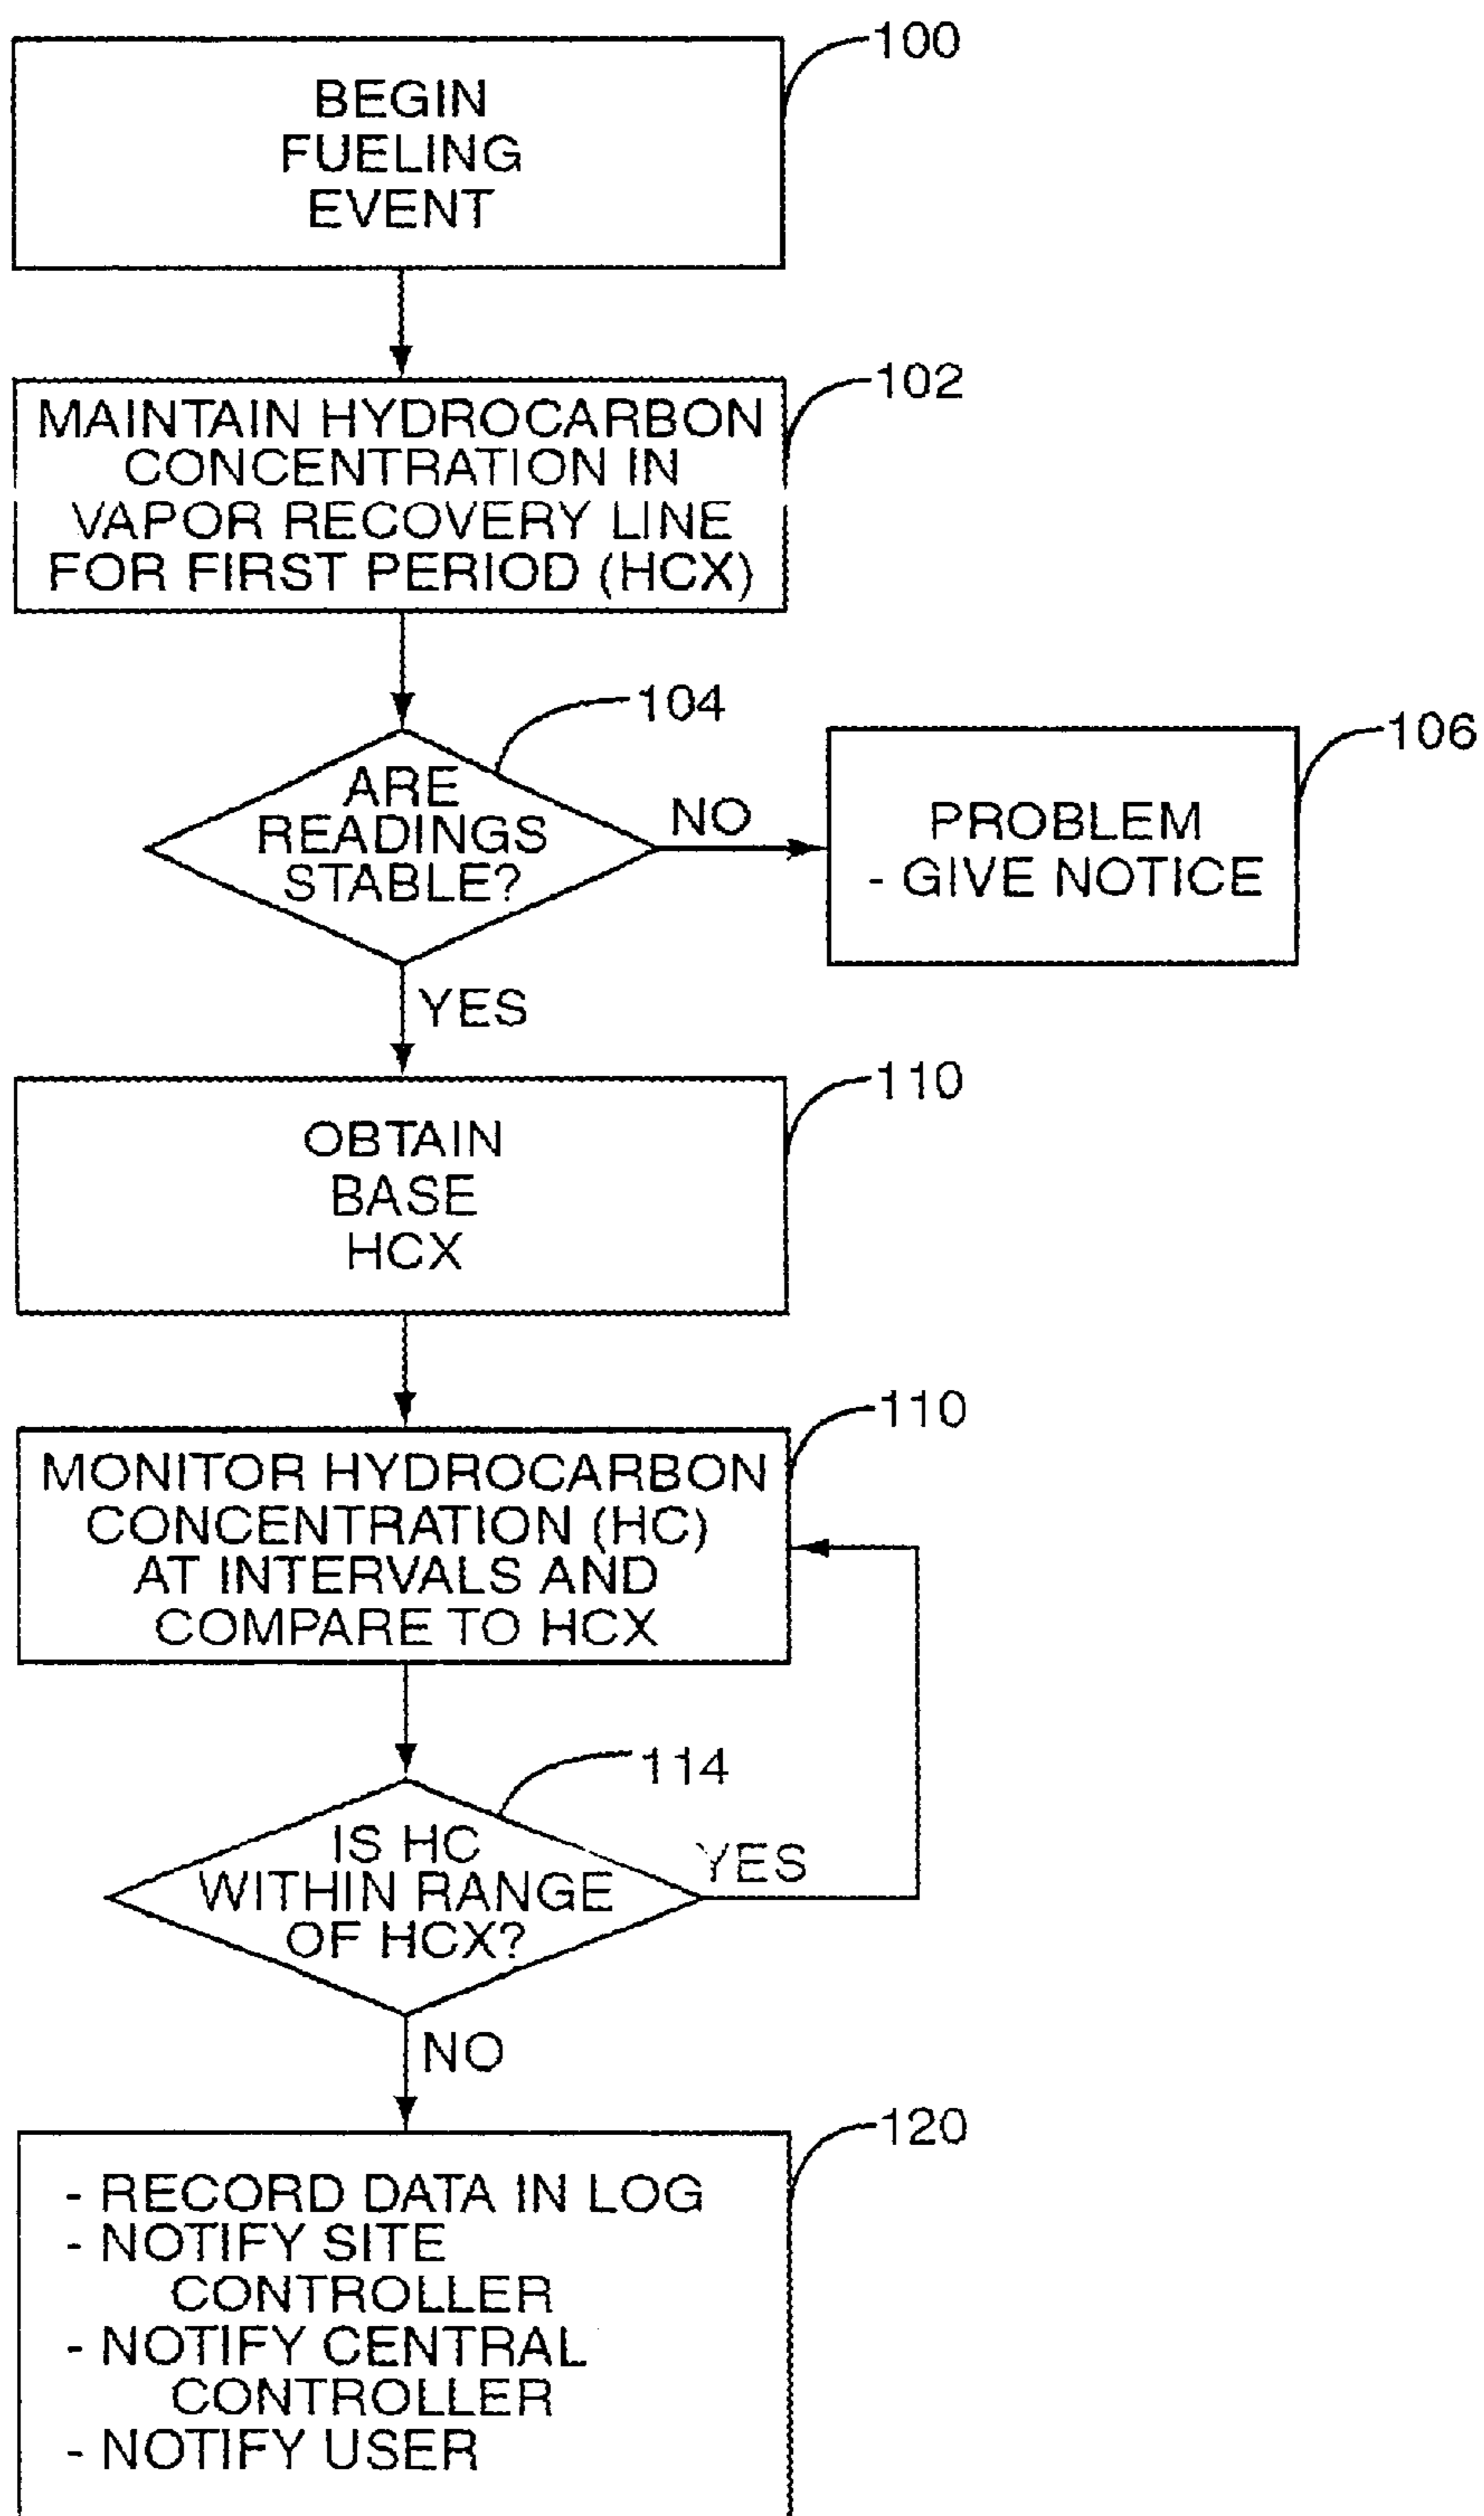 100
BEGIN
FUELING
EVENT
102
MAINTAIN HYDROCARBON
CONCENTRATION IN
VAPOR RECOVERY LINE
FOR FIRST PERIOD (HCX)
104
ARE
READINGS
STABLE?
NO
106
PROBLEM
- GIVE NOTICE
YES
110
OBTAIN
BASE
HCX
110
MONITOR HYDROCARBON
CONCENTRATION (HC)
AT INTERVALS AND
COMPARE TO HCX
114
IS HC
WITHIN RANGE
OF HCX?
YES
NO
120
- RECORD DATA IN LOG
- NOTIFY SITE
CONTROLLER
- NOTIFY CENTRAL
CONTROLLER
- NOTIFY USER